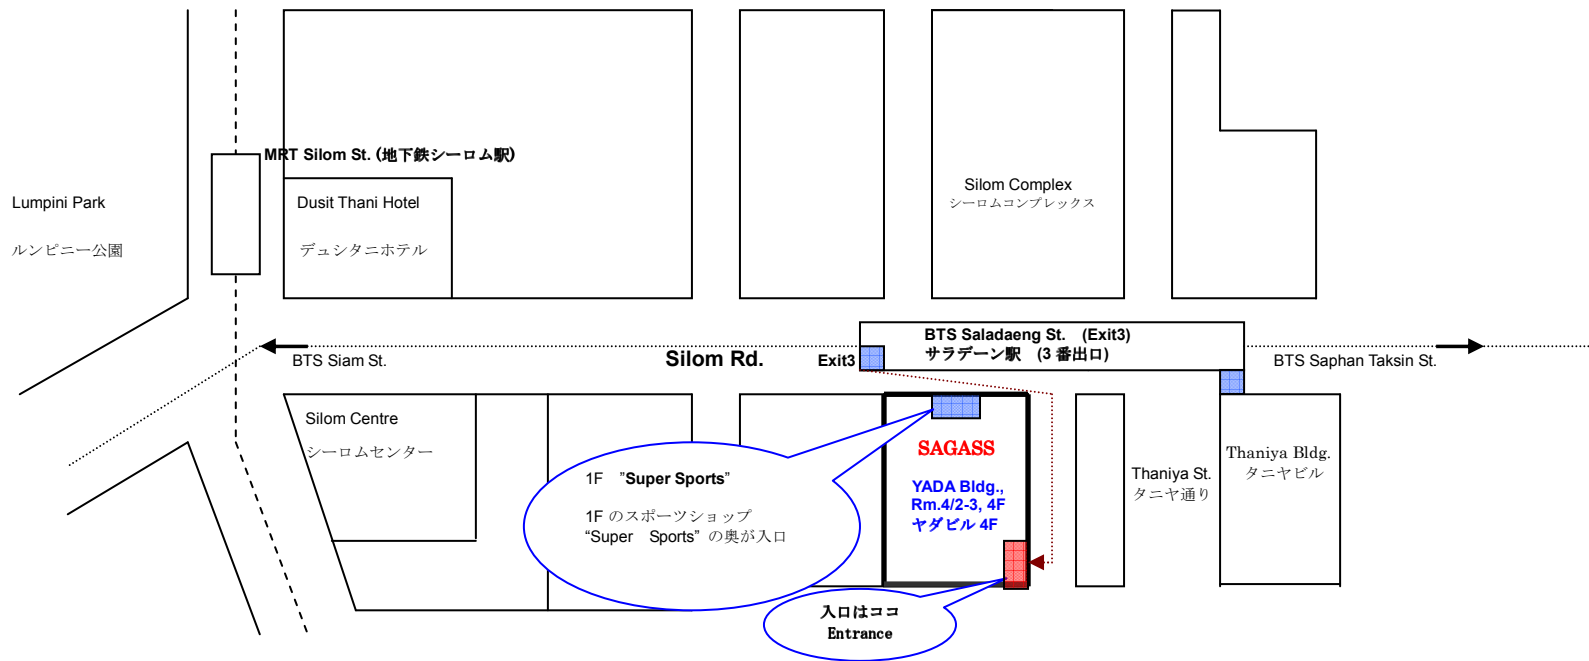 MRT Silom St. (地下鉄シーロム駅)
Lumpini Park
ルンピニー公園
Dusit Thani Hotel
デュシタニホテル
Silom Complex
シーロムコンプレックス
BTS Siam St.
Silom Rd.
Exit3
BTS Saladaeng St. (Exit3)
サラデーン駅 (3 番出口)
BTS Saphan Taksin St.
Silom Centre
シーロムセンター
1F ”Super Sports”
1F のスポーツショップ
“Super Sports” の奥が入口
SAGASS
YADA Bldg.,
Rm.4/2-3, 4F
ヤダビル 4F
Thaniya St.
タニヤ通り
Thaniya Bldg.
タニヤビル
入口はココ
Entrance